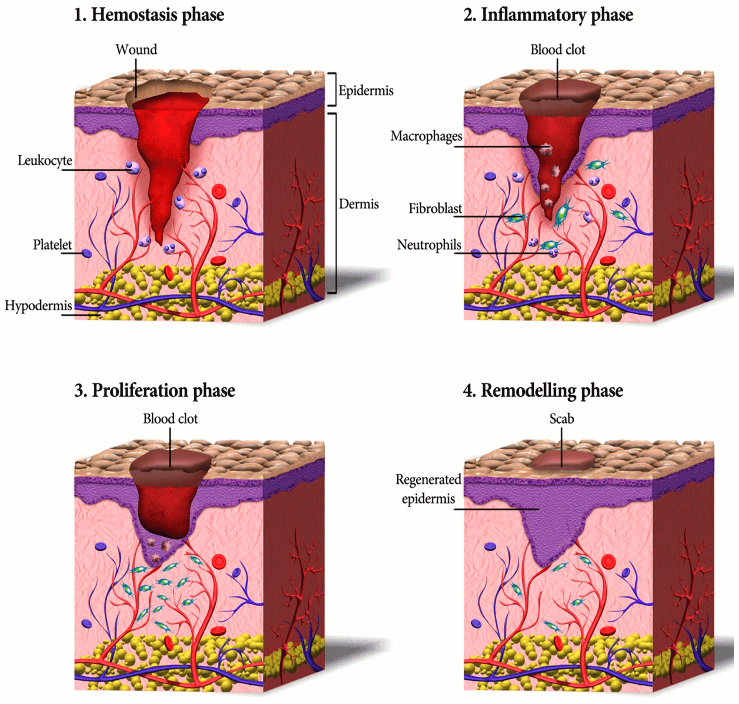 1. Hemostasis phase
Wound
Epidermis
Leukocyte
Dermis
Platelet
Hypodermis
2. Inflammatory phase
Blood clot
Macrophages
Fibroblast
Neutrophils
3. Proliferation phase
Blood clot
4. Remodelling phase
Scab
Regenerated
epidermis